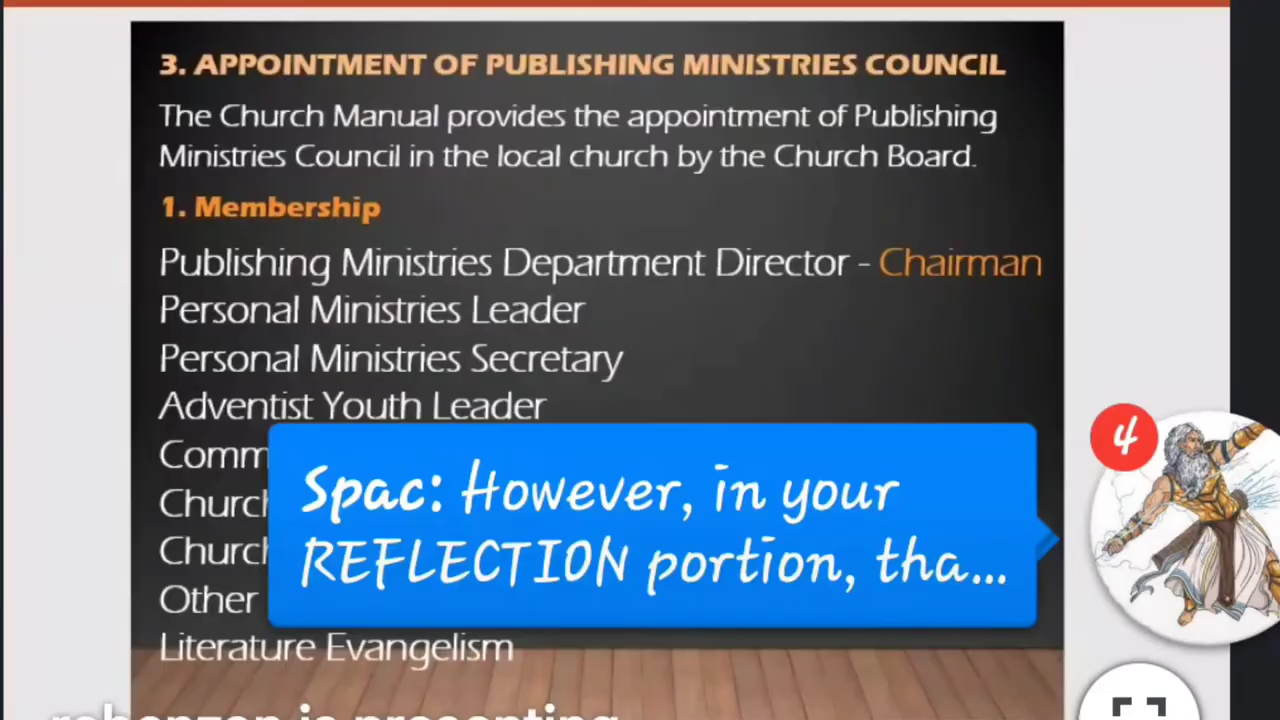 3. APPOINTMENT OF PUBLISHING MINISTRIES COUNCIL
The Church Manual provides the appointment of Publishing
Ministries Council in the local church by the Church Board.
1. Membership
Publishing Ministries Department Director - Chairman
Personal Ministries Leader
Personal Ministries Secretary
Adventist Youth Leader
Comm
Church
Church
Other
Literature Evangelism
Spac: However, in your
REFLECTION portion, tha...
4
is presenting